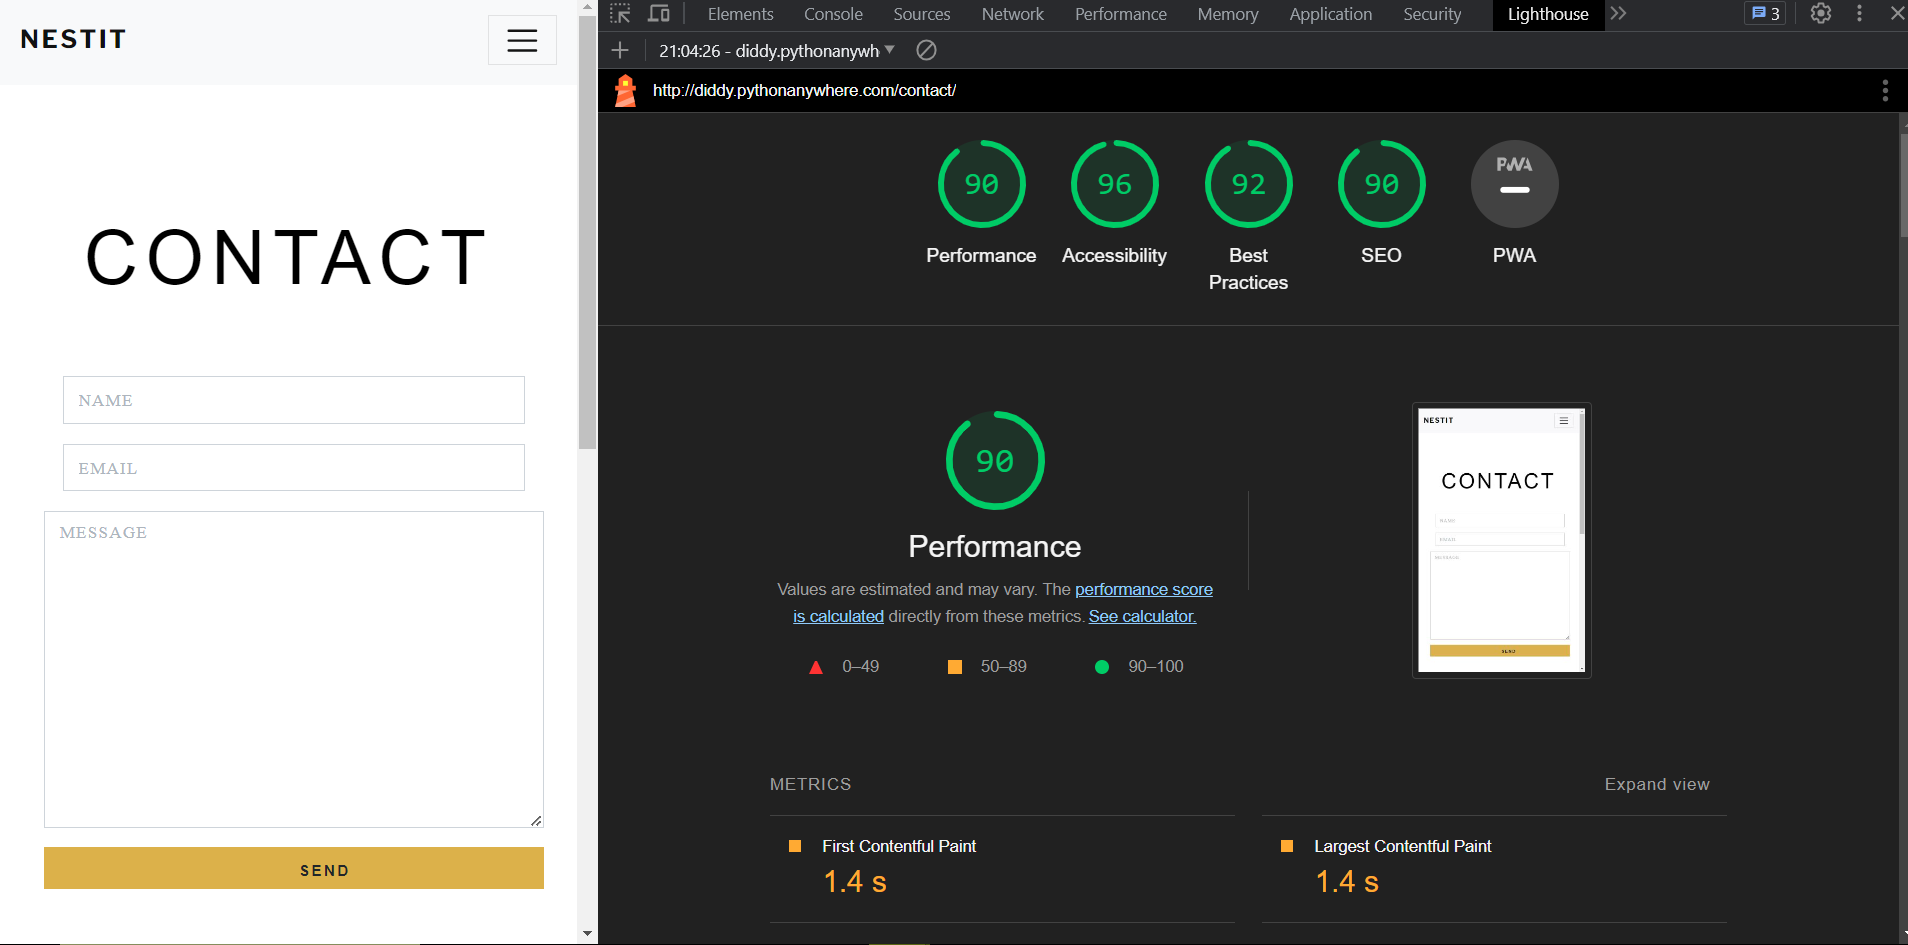 NESTIT
CONTACT
NAME
EMAIL
MESSAGE
SEND
Elements Console Sources Network Performance Memory Application Security Lighthouse 3
21:04:26 - diddy.pythonanywh
http://diddy.pythonanywhere.com/contact/
90 96 92 90 PWA
Performance Accessibility Best Practices SEO PWA
90
Performance
Values are estimated and may vary. The performance score
is calculated directly from these metrics. See calculator.
0–49 50–89 90–100
NESTIT
CONTACT
NAME
EMAIL
MESSAGE
SEND
METRICS Expand view
First Contentful Paint
1.4 s
Largest Contentful Paint
1.4 s